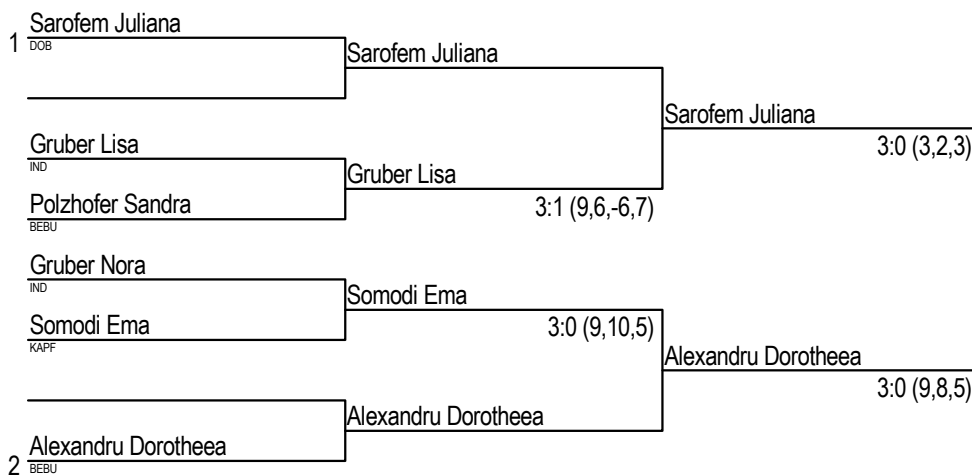 1 Sarofem Juliana
DOB
Sarofem Juliana
Sarofem Juliana
3:0 (3,2,3)
Gruber Lisa
IND
Gruber Lisa
3:1 (9,6,-6,7)
Polzhofer Sandra
BEBU
Gruber Nora
IND
Somodi Ema
3:0 (9,10,5)
Somodi Ema
KAPF
Alexandru Dorotheea
3:0 (9,8,5)
Alexandru Dorotheea
2 Alexandru Dorotheea
BEBU